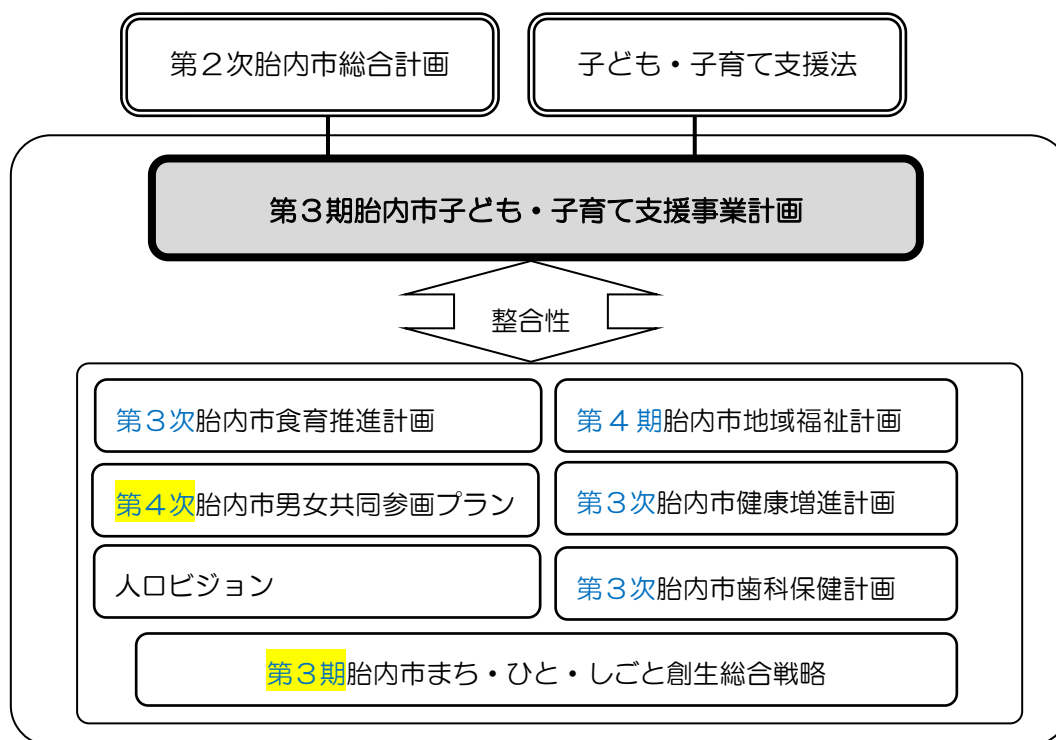 第２次胎内市総合計画
子ども・子育て支援法
第３期胎内市子ども・子育て支援事業計画
整合性
第３次胎内市食育推進計画
第４期胎内市地域福祉計画
第４次胎内市男女共同参画プラン
第３次胎内市健康増進計画
人口ビジョン
第３次胎内市歯科保健計画
第３期胎内市まち・ひと・しごと創生総合戦略